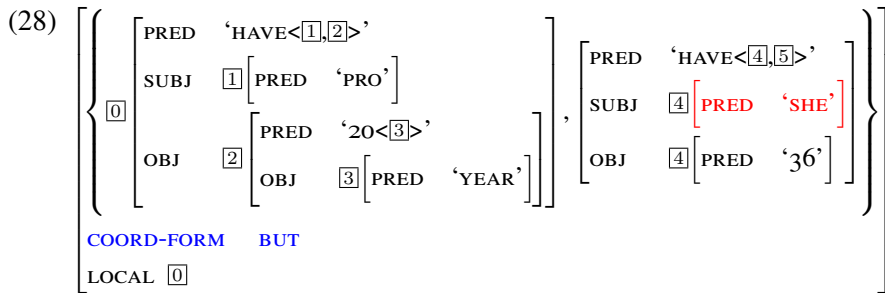 (28)
PRED ‘HAVE<1,2>’
SUBJ 1 [PRED ‘PRO’]
0
OBJ 2 [PRED ‘20<3>’
OBJ 3 [PRED ‘YEAR’]]
,
PRED ‘HAVE<4,5>’
SUBJ 4 [PRED ‘SHE’]
OBJ 4 [PRED ‘36’]
COORD-FORM BUT
LOCAL 0